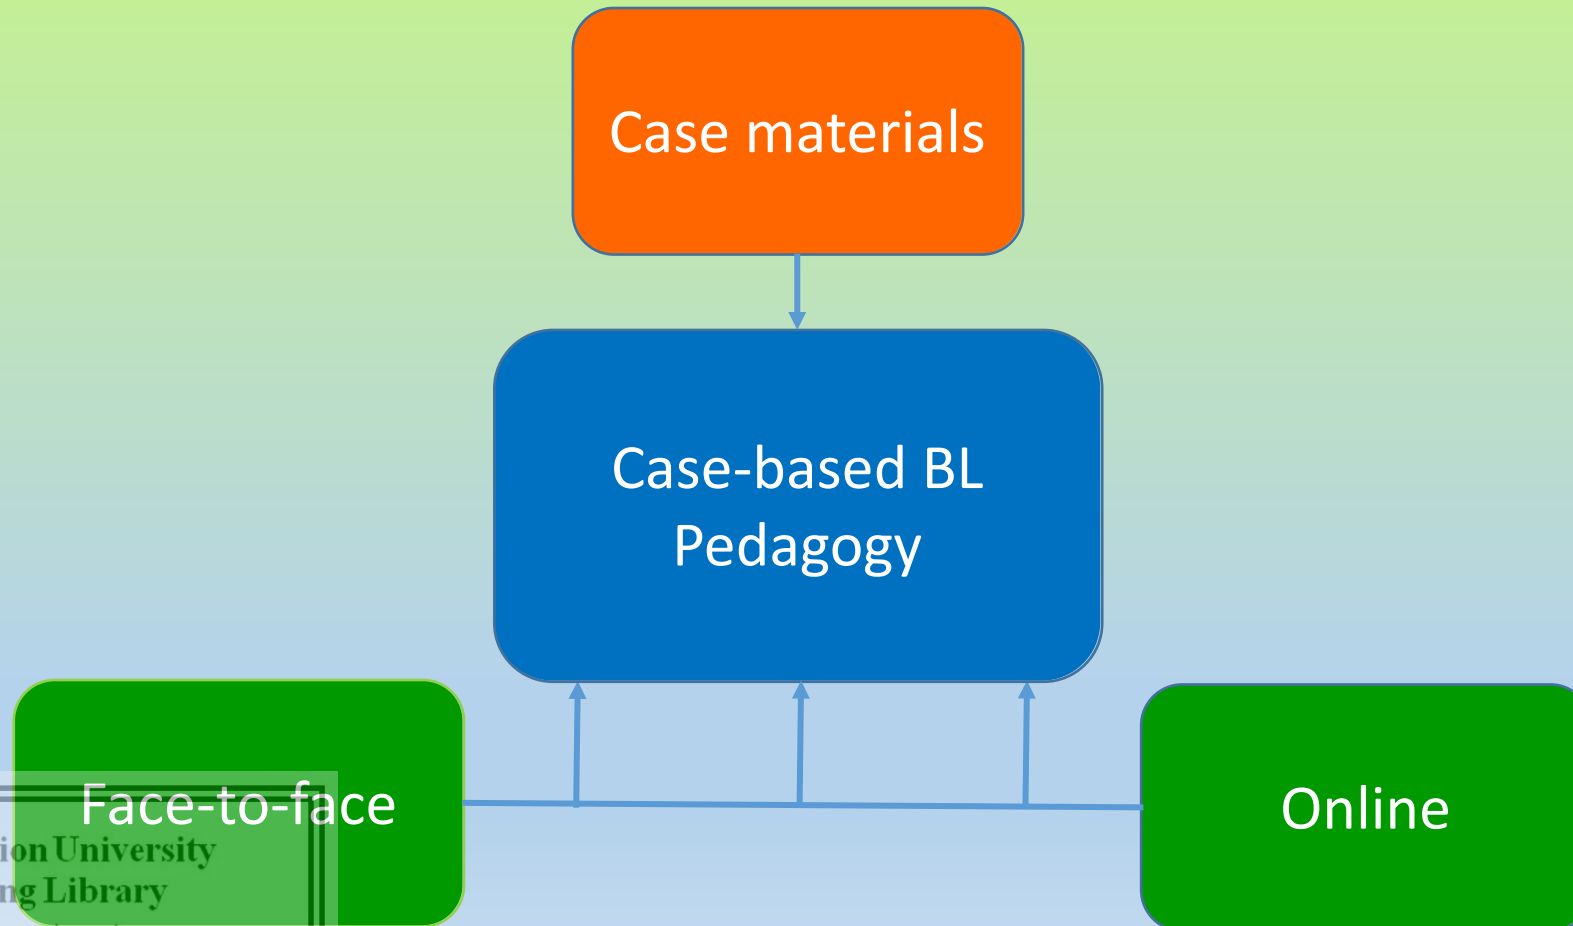 Case materials
Case-based BL
Pedagogy
Face-to-face
Online
ion University
ng Library